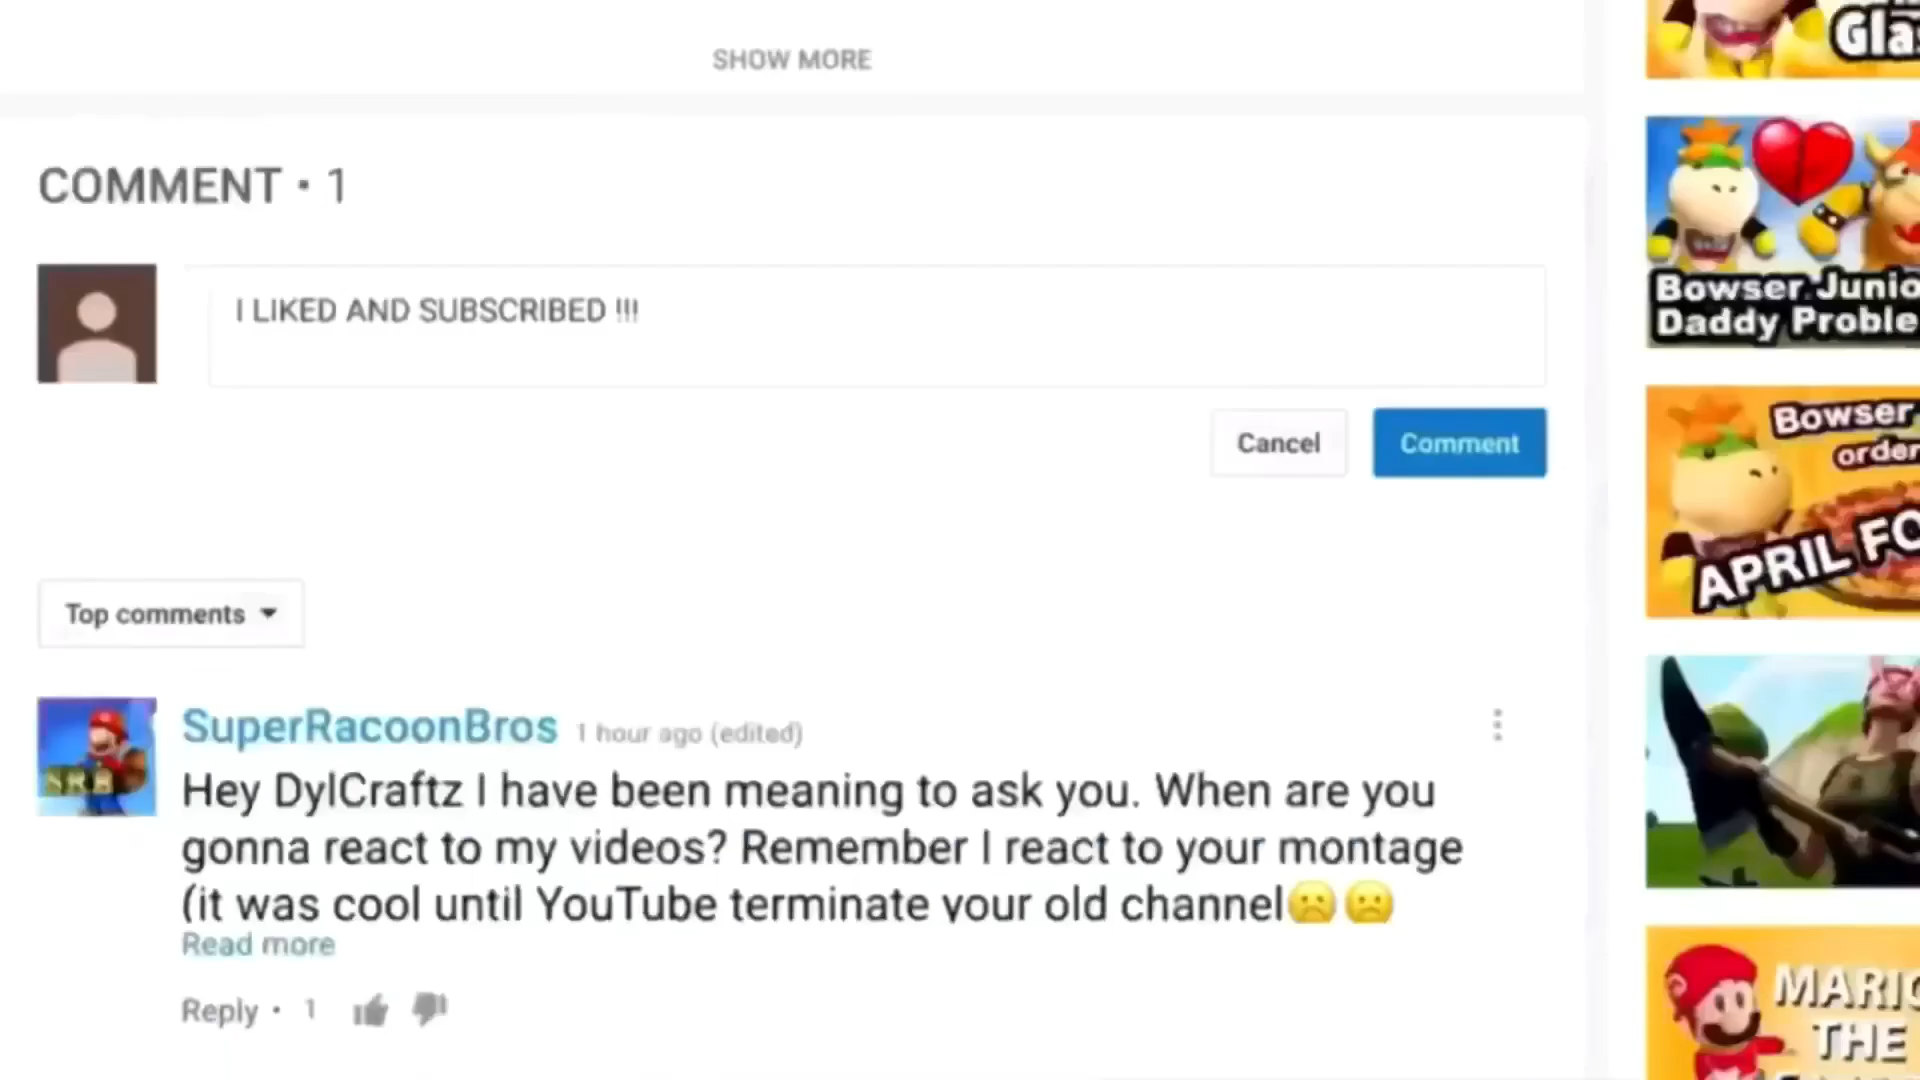 SHOW MORE
COMMENT • 1
I LIKED AND SUBSCRIBED !!!
Cancel
Comment
Top comments
SuperRacoonBros 1 hour ago (edited)
Hey DylCraftz I have been meaning to ask you. When are you
gonna react to my videos? Remember I react to your montage
(it was cool until YouTube terminate your old channel☹️☹️
Read more
Reply • 1
SRB
Gla
Bowser Junio
Daddy Proble
Bowser
order
APRIL FO
MARIO
THE